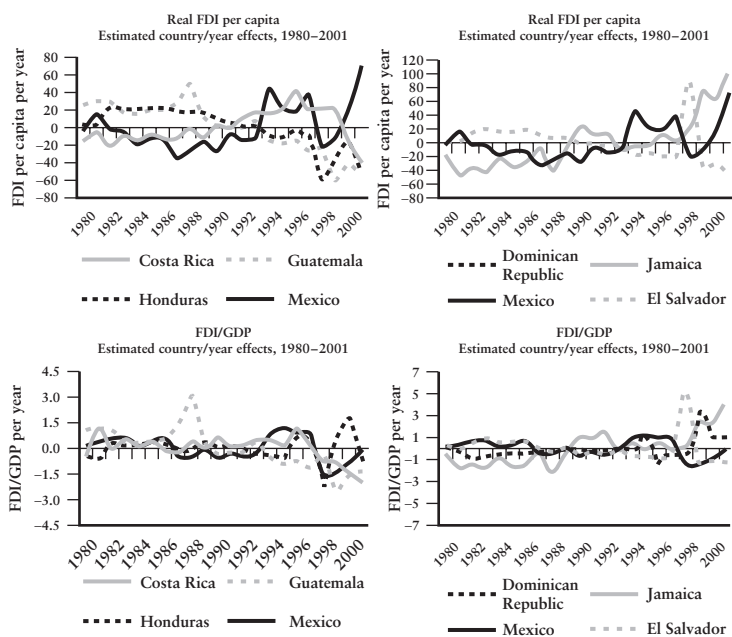 Real FDI per capita
Estimated country/year effects, 1980–2001
FDI per capita per year
80
60
40
20
0
−20
−40
−60
−80
1980
1982
1984
1986
1988
1990
1992
1994
1996
1998
2000
Costa Rica
Guatemala
Honduras
Mexico
Real FDI per capita
Estimated country/year effects, 1980–2001
FDI per capita per year
120
100
80
60
40
20
0
−20
−40
−60
−80
1980
1982
1984
1986
1988
1990
1992
1994
1996
1998
2000
Dominican
Republic
Jamaica
Mexico
El Salvador
FDI/GDP
Estimated country/year effects, 1980–2001
FDI/GDP per year
4.5
3.0
1.5
0.0
−1.5
−3.0
−4.5
1980
1982
1984
1986
1988
1990
1992
1994
1996
1998
2000
Costa Rica
Guatemala
Honduras
Mexico
FDI/GDP
Estimated country/year effects, 1980–2001
FDI/GDP per year
7
5
3
1
−1
−3
−5
−7
1980
1982
1984
1986
1988
1990
1992
1994
1996
1998
2000
Dominican
Republic
Jamaica
Mexico
El Salvador